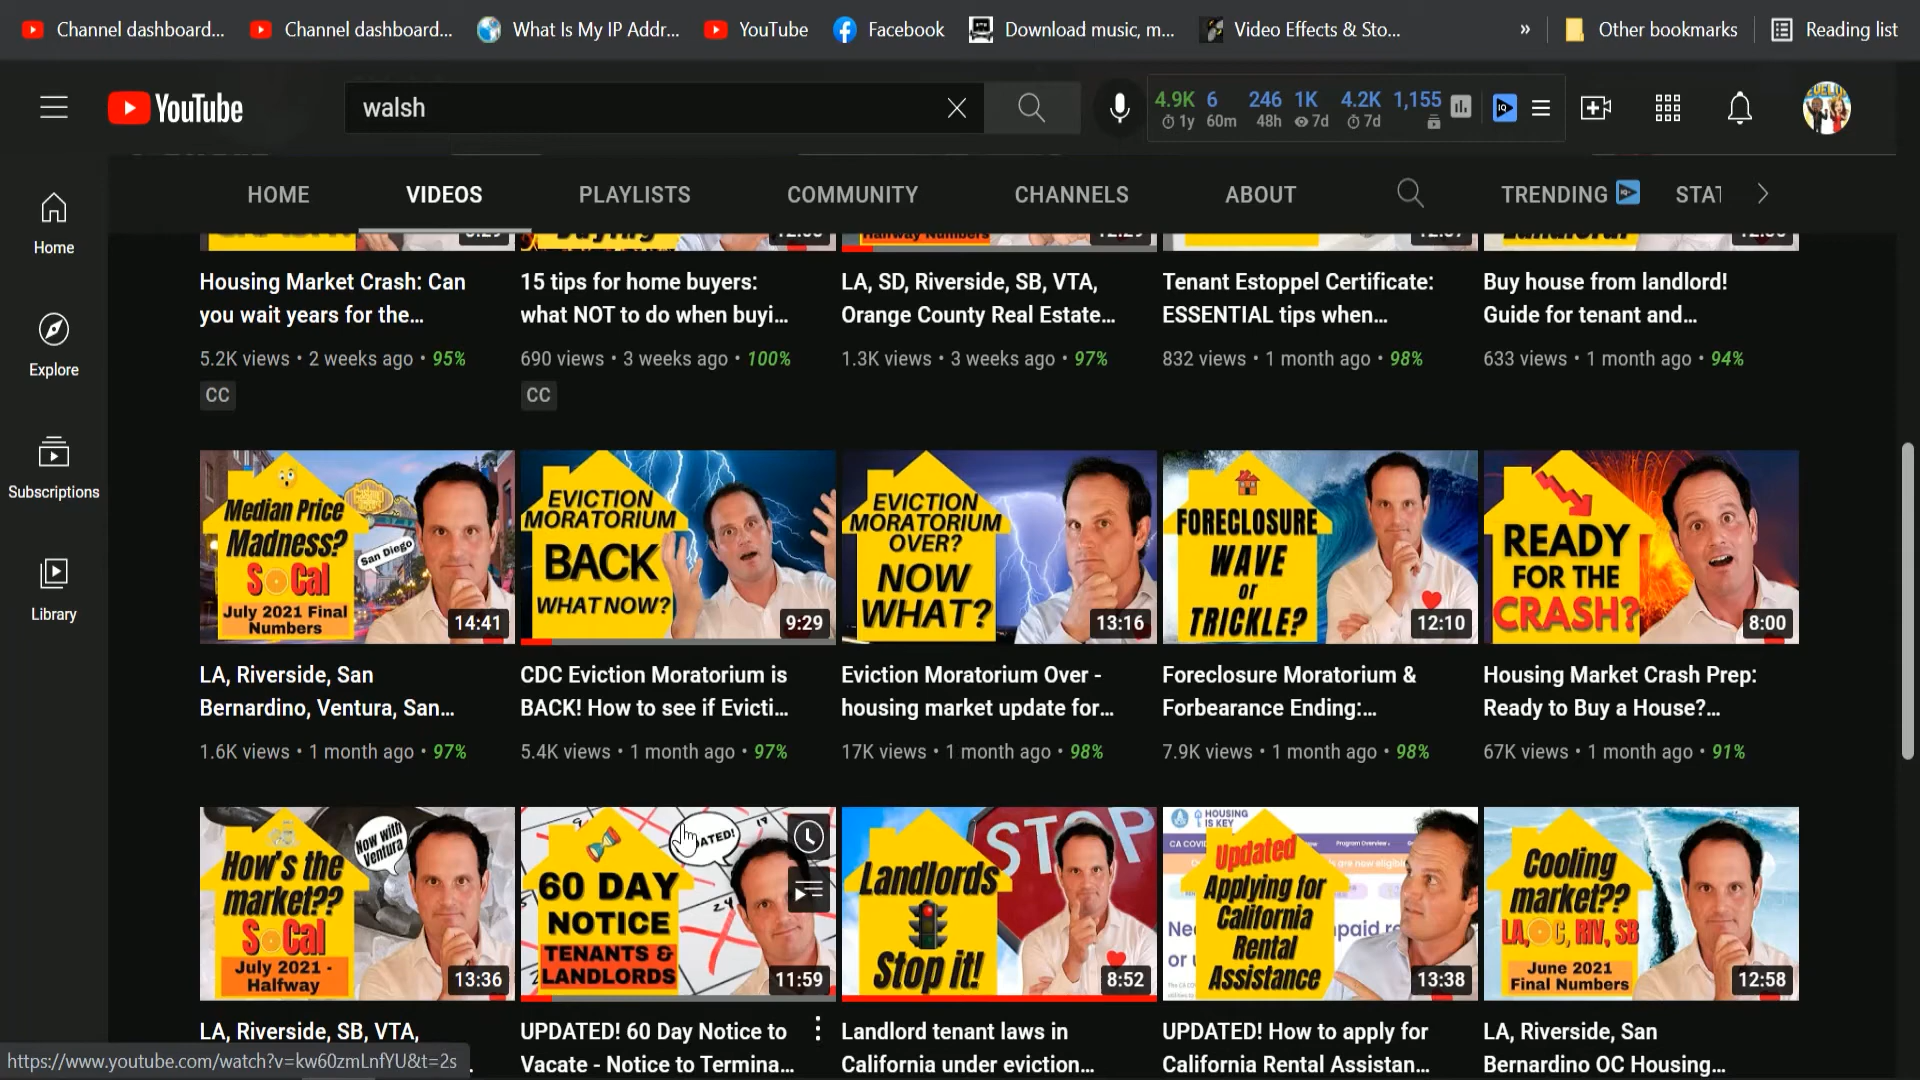 Channel dashboard... Channel dashboard... What Is My IP Addr... YouTube Facebook Download music, m... Video Effects & Sto... » Other bookmarks Reading list
YouTube walsh 4.9K 6 246 1K 4.2K 1,155
1y 60m 48h 7d 7d
HOME VIDEOS PLAYLISTS COMMUNITY CHANNELS ABOUT TRENDING STAT
Home
Explore
Subscriptions
Library
Housing Market Crash: Can
you wait years for the...
5.2K views • 2 weeks ago • 95%
CC
15 tips for home buyers:
what NOT to do when buyi...
690 views • 3 weeks ago • 100%
CC
LA, SD, Riverside, SB, VTA,
Orange County Real Estate...
1.3K views • 3 weeks ago • 97%
Tenant Estoppel Certificate:
ESSENTIAL tips when...
832 views • 1 month ago • 98%
Buy house from landlord!
Guide for tenant and...
633 views • 1 month ago • 94%
Median Price
Madness?
San Diego
SoCal
July 2021 Final
Numbers
14:41
LA, Riverside, San
Bernardino, Ventura, San...
1.6K views • 1 month ago • 97%
EVICTION
MORATORIUM
BACK
WHAT NOW?
9:29
CDC Eviction Moratorium is
BACK! How to see if Evicti...
5.4K views • 1 month ago • 97%
EVICTION
MORATORIUM
OVER?
NOW
WHAT?
13:16
Eviction Moratorium Over -
housing market update for...
17K views • 1 month ago • 98%
FORECLOSURE
WAVE
or
TRICKLE?
12:10
Foreclosure Moratorium &
Forbearance Ending:...
7.9K views • 1 month ago • 98%
READY
FOR THE
CRASH?
8:00
Housing Market Crash Prep:
Ready to Buy a House?...
67K views • 1 month ago • 91%
How's the
market??
Now with
Ventura
SoCal
July 2021 -
Halfway
13:36
LA, Riverside, SB, VTA,
60 DAY
NOTICE
TENANTS &
LANDLORDS
11:59
UPDATED! 60 Day Notice to
Vacate - Notice to Termina...
STOP
Landlords
Stop it!
8:52
Landlord tenant laws in
California under eviction...
HOUSING
IS KEY
Updated
Applying for
California
Rental
Assistance
13:38
UPDATED! How to apply for
California Rental Assistan...
Cooling
market??
LA, OC, RIV, SB
June 2021
Final Numbers
12:58
LA, Riverside, San
Bernardino OC Housing...
https://www.youtube.com/watch?v=kw60zmLnfYU&t=2s